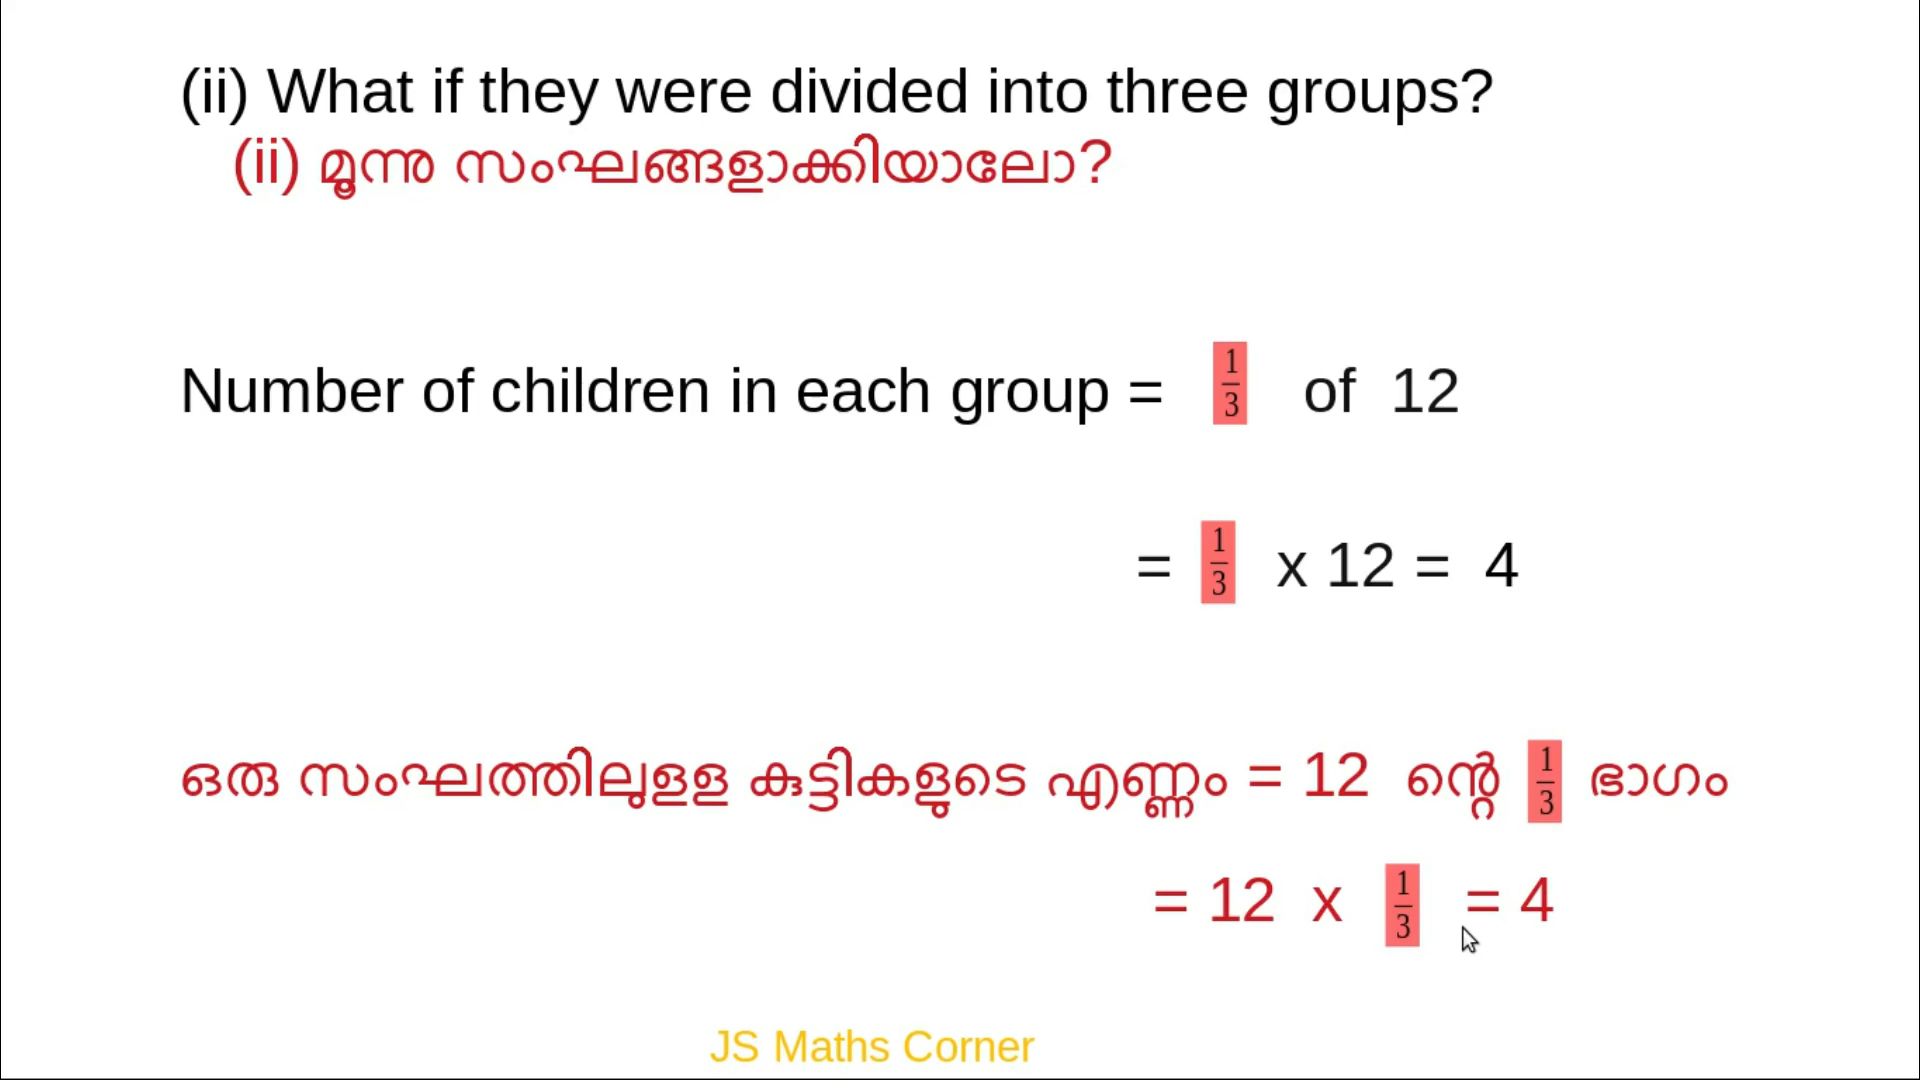 (ii) What if they were divided into three groups?
(ii) മൂന്നു സംഘങ്ങളാക്കിയാലോ?
Number of children in each group = 1/3 of 12
= 1/3 x 12 = 4
ഒരു സംഘത്തിലുളള കുട്ടികളുടെ എണ്ണം = 12 ന്റെ 1/3 ഭാഗം
= 12 x 1/3 = 4
JS Maths Corner